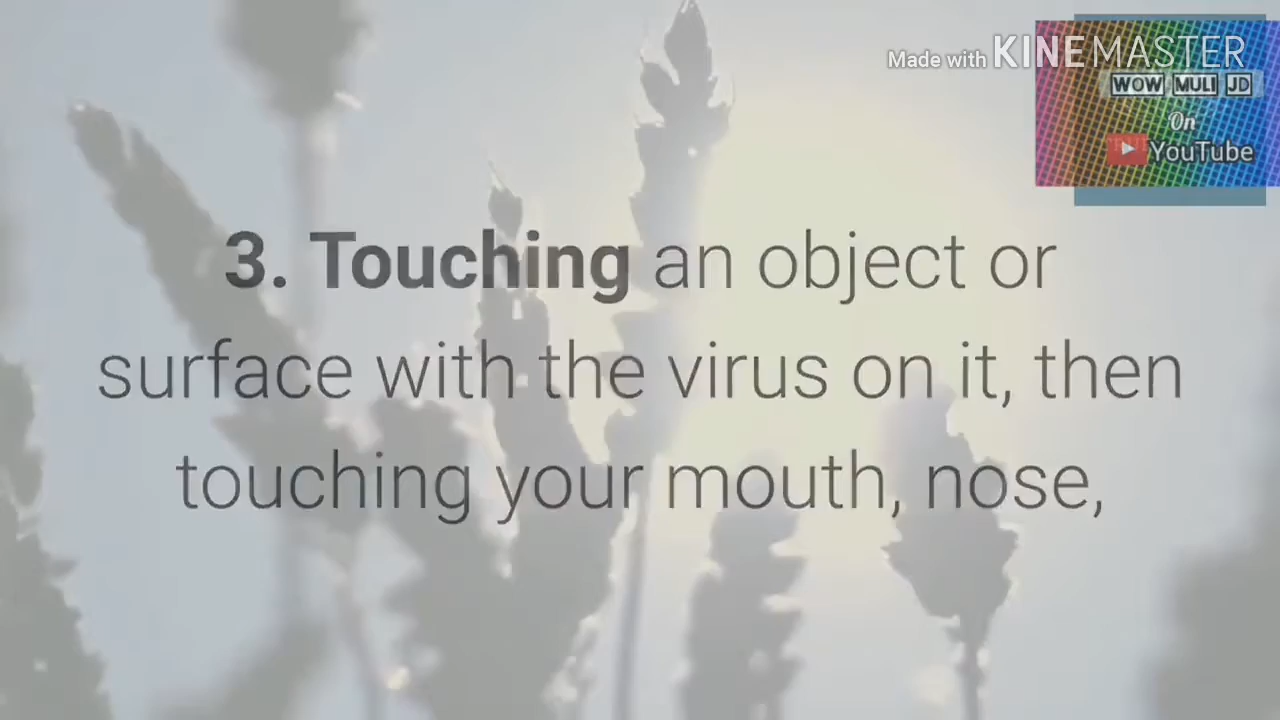 Made with KINEMASTER
WOW MULI JD
On
YouTube
3. Touching an object or
surface with the virus on it, then
touching your mouth, nose,